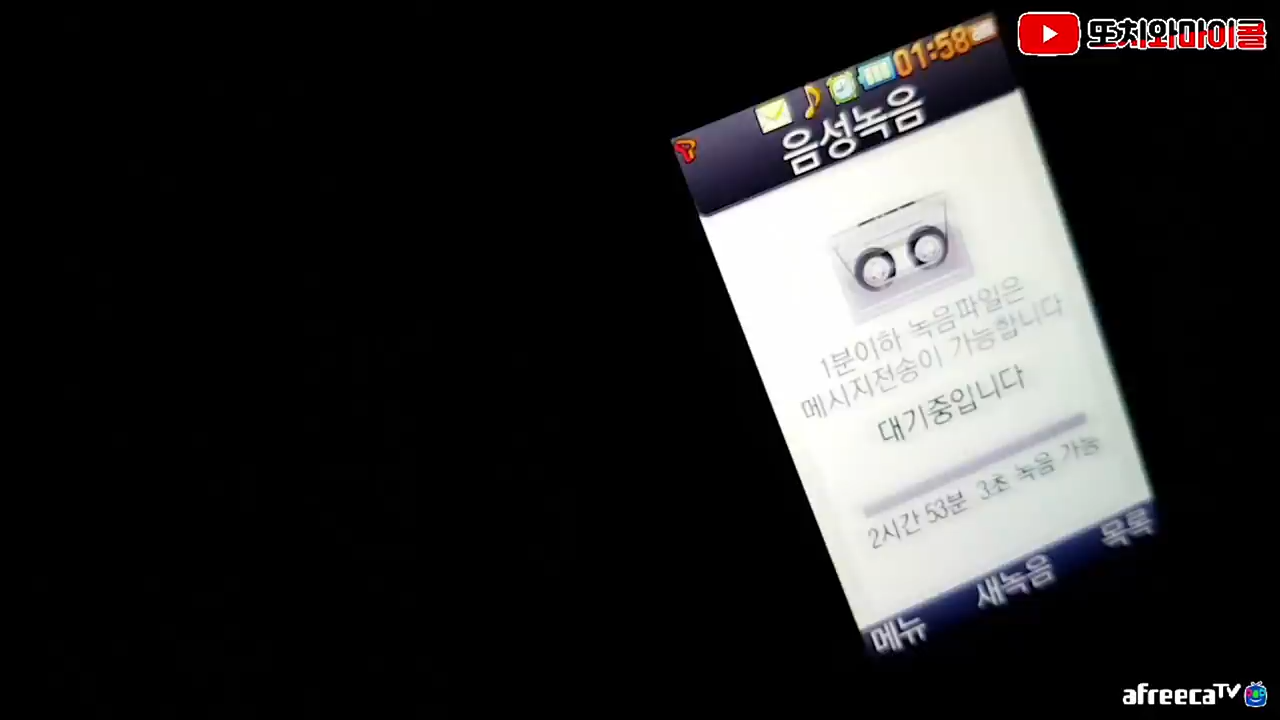 또치와마이콜
01:58
음성녹음
1분이하 녹음파일은
메시지전송이 가능합니다
대기중입니다
2시간 53분 3초 녹음 가능
메뉴 새녹음 목록
afreecaTV